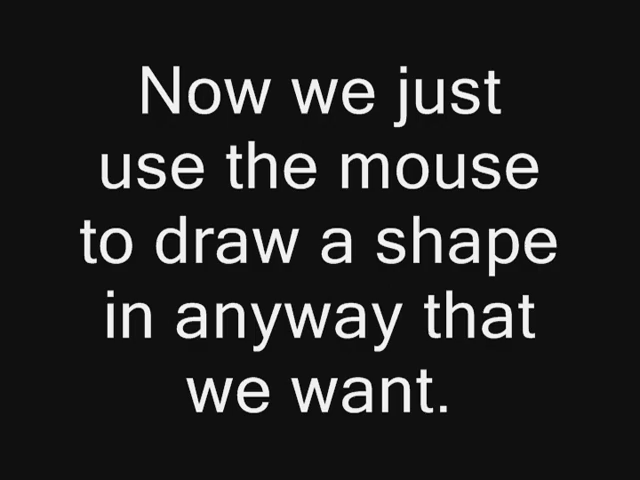 Now we just
use the mouse
to draw a shape
in anyway that
we want.